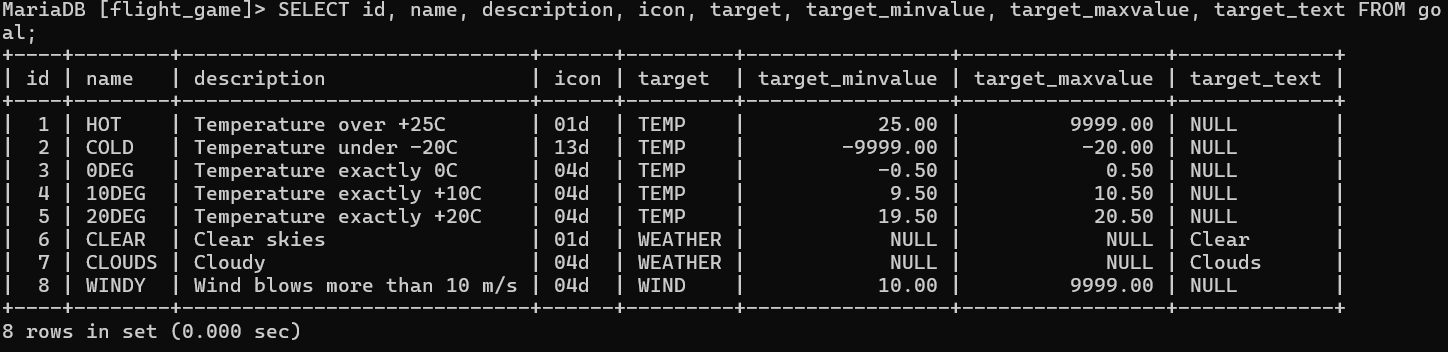 MariaDB [flight_game]> SELECT id, name, description, icon, target, target_minvalue, target_maxvalue, target_text FROM go
al;
+----+--------+----------------------------+------+---------+-----------------+-----------------+-------------+
| id | name   | description                | icon | target  | target_minvalue | target_maxvalue | target_text |
+----+--------+----------------------------+------+---------+-----------------+-----------------+-------------+
|  1 | HOT    | Temperature over +25C      | 01d  | TEMP    |           25.00 |         9999.00 | NULL        |
|  2 | COLD   | Temperature under -20C     | 13d  | TEMP    |        -9999.00 |          -20.00 | NULL        |
|  3 | 0DEG   | Temperature exactly 0C     | 04d  | TEMP    |           -0.50 |            0.50 | NULL        |
|  4 | 10DEG  | Temperature exactly +10C   | 04d  | TEMP    |            9.50 |           10.50 | NULL        |
|  5 | 20DEG  | Temperature exactly +20C   | 04d  | TEMP    |           19.50 |           20.50 | NULL        |
|  6 | CLEAR  | Clear skies                | 01d  | WEATHER |            NULL |            NULL | Clear       |
|  7 | CLOUDS | Cloudy                     | 04d  | WEATHER |            NULL |            NULL | Clouds      |
|  8 | WINDY  | Wind blows more than 10 m/s | 04d  | WIND    |           10.00 |         9999.00 | NULL        |
+----+--------+----------------------------+------+---------+-----------------+-----------------+-------------+
8 rows in set (0.000 sec)